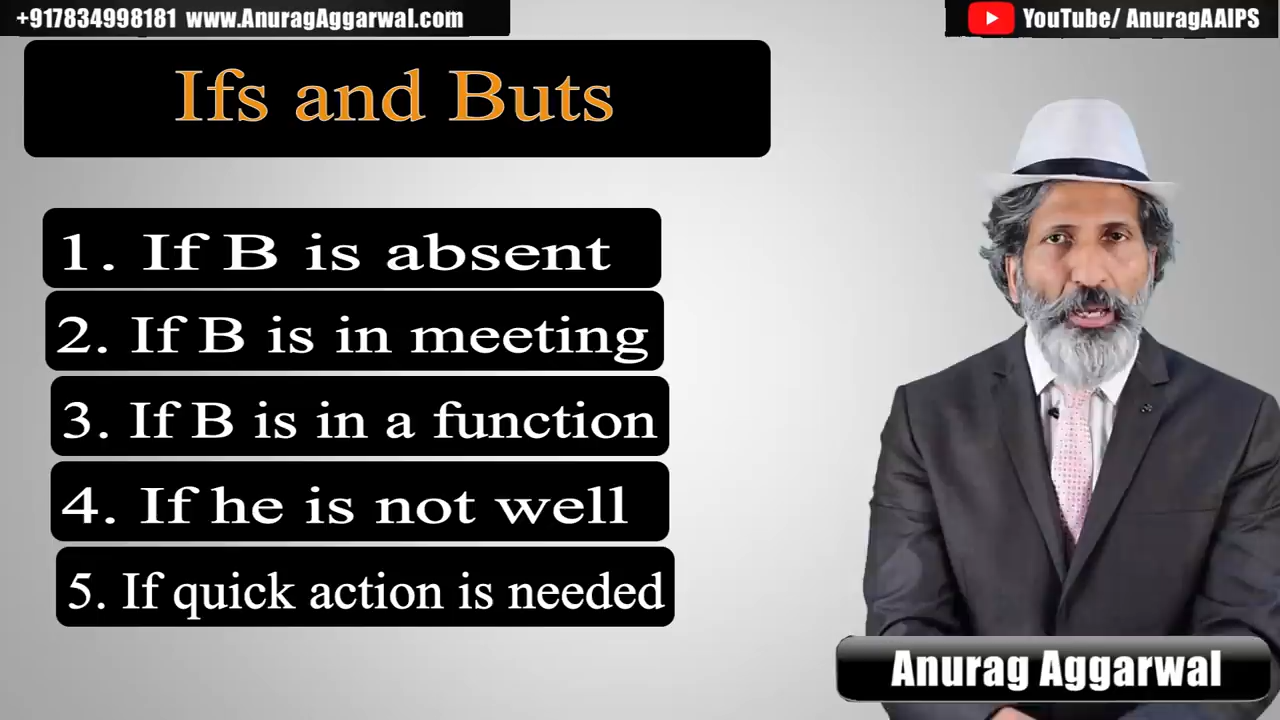 +917834998181 www.AnuragAggarwal.com
YouTube/ AnuragAAIPS
Ifs and Buts
1. If B is absent
2. If B is in meeting
3. If B is in a function
4. If he is not well
5. If quick action is needed
Anurag Aggarwal